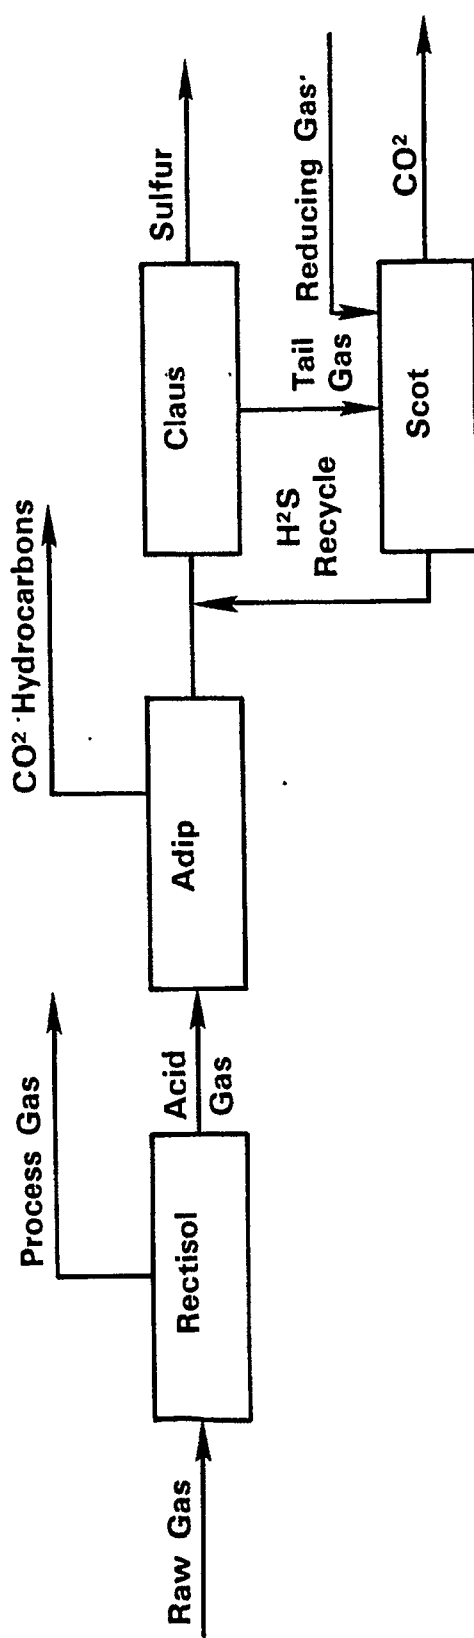 Raw Gas
Process Gas
Rectisol
Acid
Gas
CO² Hydrocarbons
Adip
H²S
Recycle
Claus
Tail
Gas
Sulfur
Reducing Gas
Scot
CO²